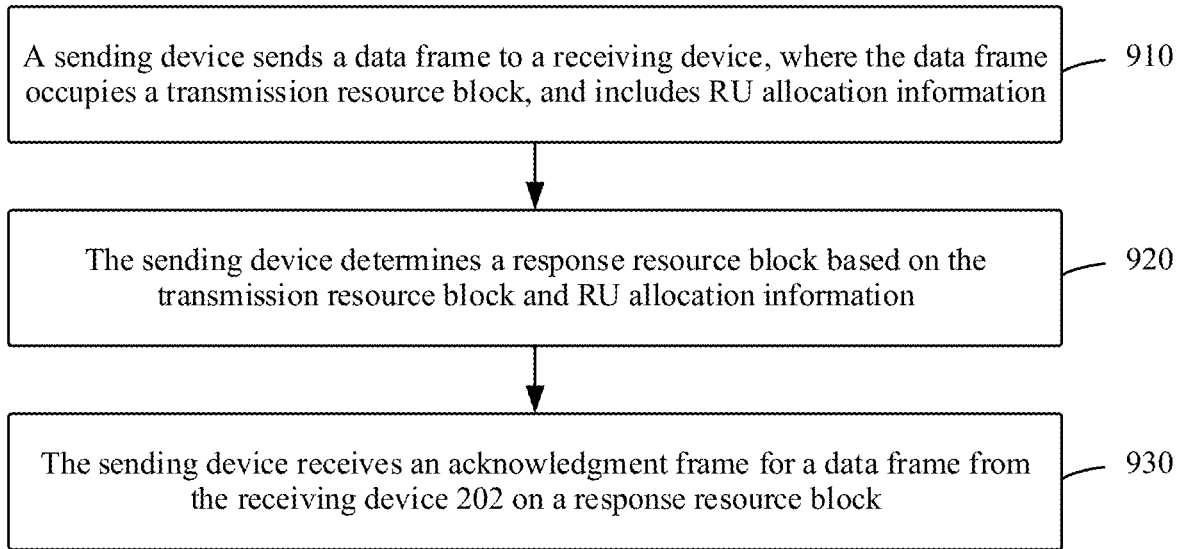 A sending device sends a data frame to a receiving device, where the data frame
occupies a transmission resource block, and includes RU allocation information
910
The sending device determines a response resource block based on the
transmission resource block and RU allocation information
920
The sending device receives an acknowledgment frame for a data frame from
the receiving device 202 on a response resource block
930